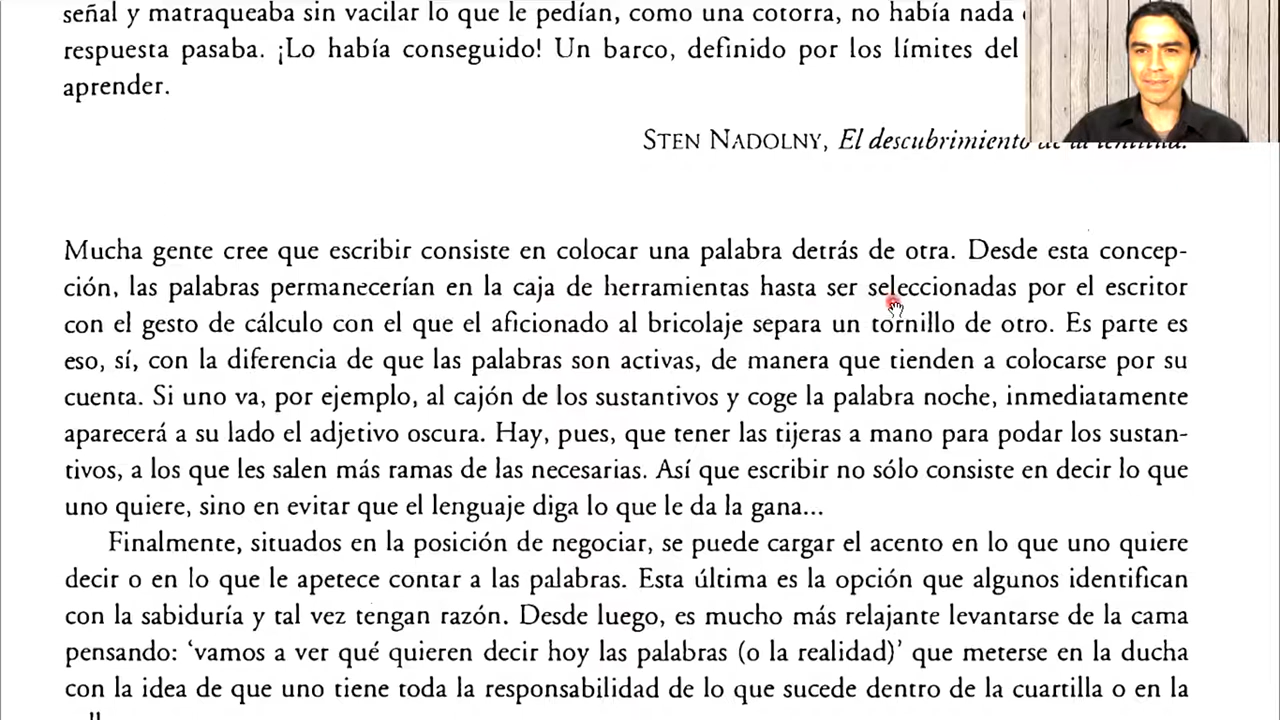 señal y matraqueaba sin vacilar lo que le pedían, como una cotorra, no había nada
respuesta pasaba. ¡Lo había conseguido! Un barco, definido por los límites del
aprender.
STEN NADOLNY, El descubrimiento de la
Mucha gente cree que escribir consiste en colocar una palabra detrás de otra. Desde esta concep-
ción, las palabras permanecerían en la caja de herramientas hasta ser seleccionadas por el escritor
con el gesto de cálculo con el que el aficionado al bricolaje separa un tornillo de otro. Es parte es
eso, sí, con la diferencia de que las palabras son activas, de manera que tienden a colocarse por su
cuenta. Si uno va, por ejemplo, al cajón de los sustantivos y coge la palabra noche, inmediatamente
aparecerá a su lado el adjetivo oscura. Hay, pues, que tener las tijeras a mano para podar los sustan-
tivos, a los que les salen más ramas de las necesarias. Así que escribir no sólo consiste en decir lo que
uno quiere, sino en evitar que el lenguaje diga lo que le da la gana...
Finalmente, situados en la posición de negociar, se puede cargar el acento en lo que uno quiere
decir o en lo que le apetece contar a las palabras. Esta última es la opción que algunos identifican
con la sabiduría y tal vez tengan razón. Desde luego, es mucho más relajante levantarse de la cama
pensando: ‘vamos a ver qué quieren decir hoy las palabras (o la realidad)’ que meterse en la ducha
con la idea de que uno tiene toda la responsabilidad de lo que sucede dentro de la cuartilla o en la